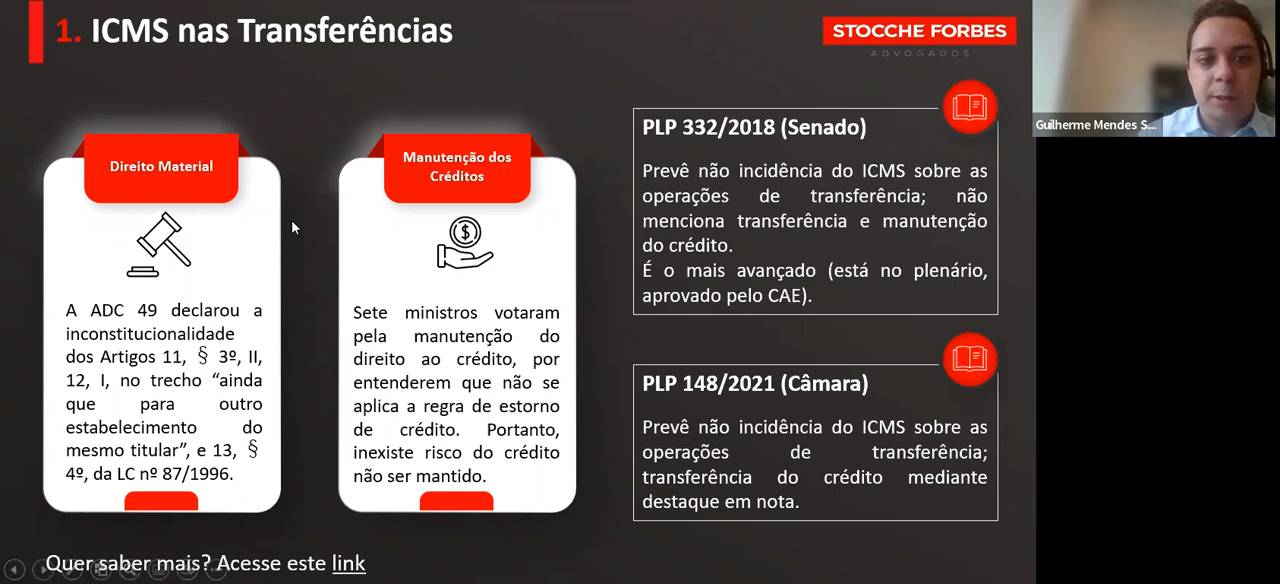 1. ICMS nas Transferências
STOCCHE FORBES
ADVOGADOS
Guilherme Mendes S...
Direito Material
A ADC 49 declarou a
inconstitucionalidade
dos Artigos 11, § 3º, II,
12, I, no trecho “ainda
que para outro
estabelecimento do
mesmo titular”, e 13, §
4º, da LC nº 87/1996.
Manutenção dos
Créditos
Sete ministros votaram
pela manutenção do
direito ao crédito, por
entenderem que não se
aplica a regra de estorno
de crédito. Portanto,
inexiste risco do crédito
não ser mantido.
PLP 332/2018 (Senado)
Prevê não incidência do ICMS sobre as
operações de transferência; não
menciona transferência e manutenção
do crédito.
É o mais avançado (está no plenário,
aprovado pelo CAE).
PLP 148/2021 (Câmara)
Prevê não incidência do ICMS sobre as
operações de transferência;
transferência do crédito mediante
destaque em nota.
Quer saber mais? Acesse este link